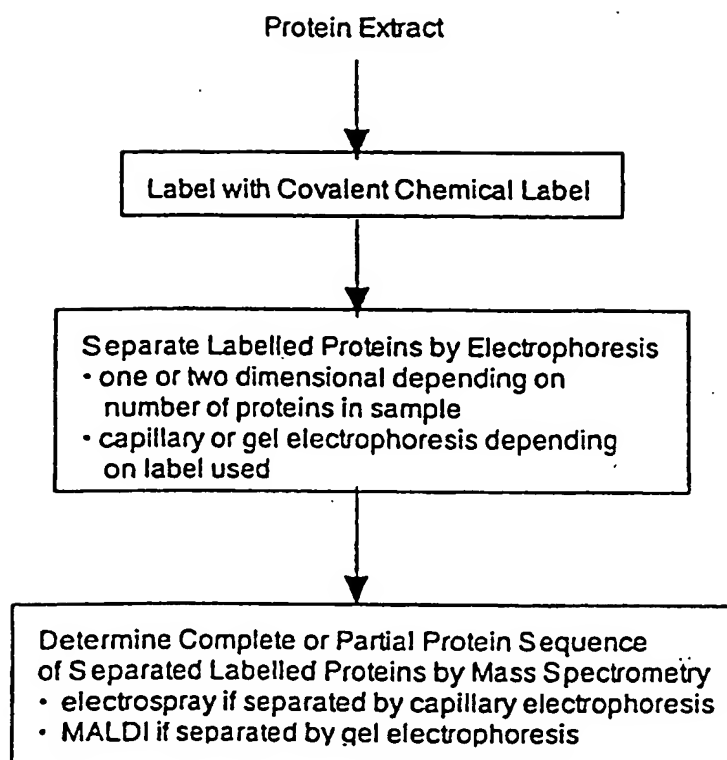 Protein Extract
Label with Covalent Chemical Label
Separate Labelled Proteins by Electrophoresis
• one or two dimensional depending on
number of proteins in sample
• capillary or gel electrophoresis depending
on label used
Determine Complete or Partial Protein Sequence
of Separated Labelled Proteins by Mass Spectrometry
• electrospray if separated by capillary electrophoresis
• MALDI if separated by gel electrophoresis